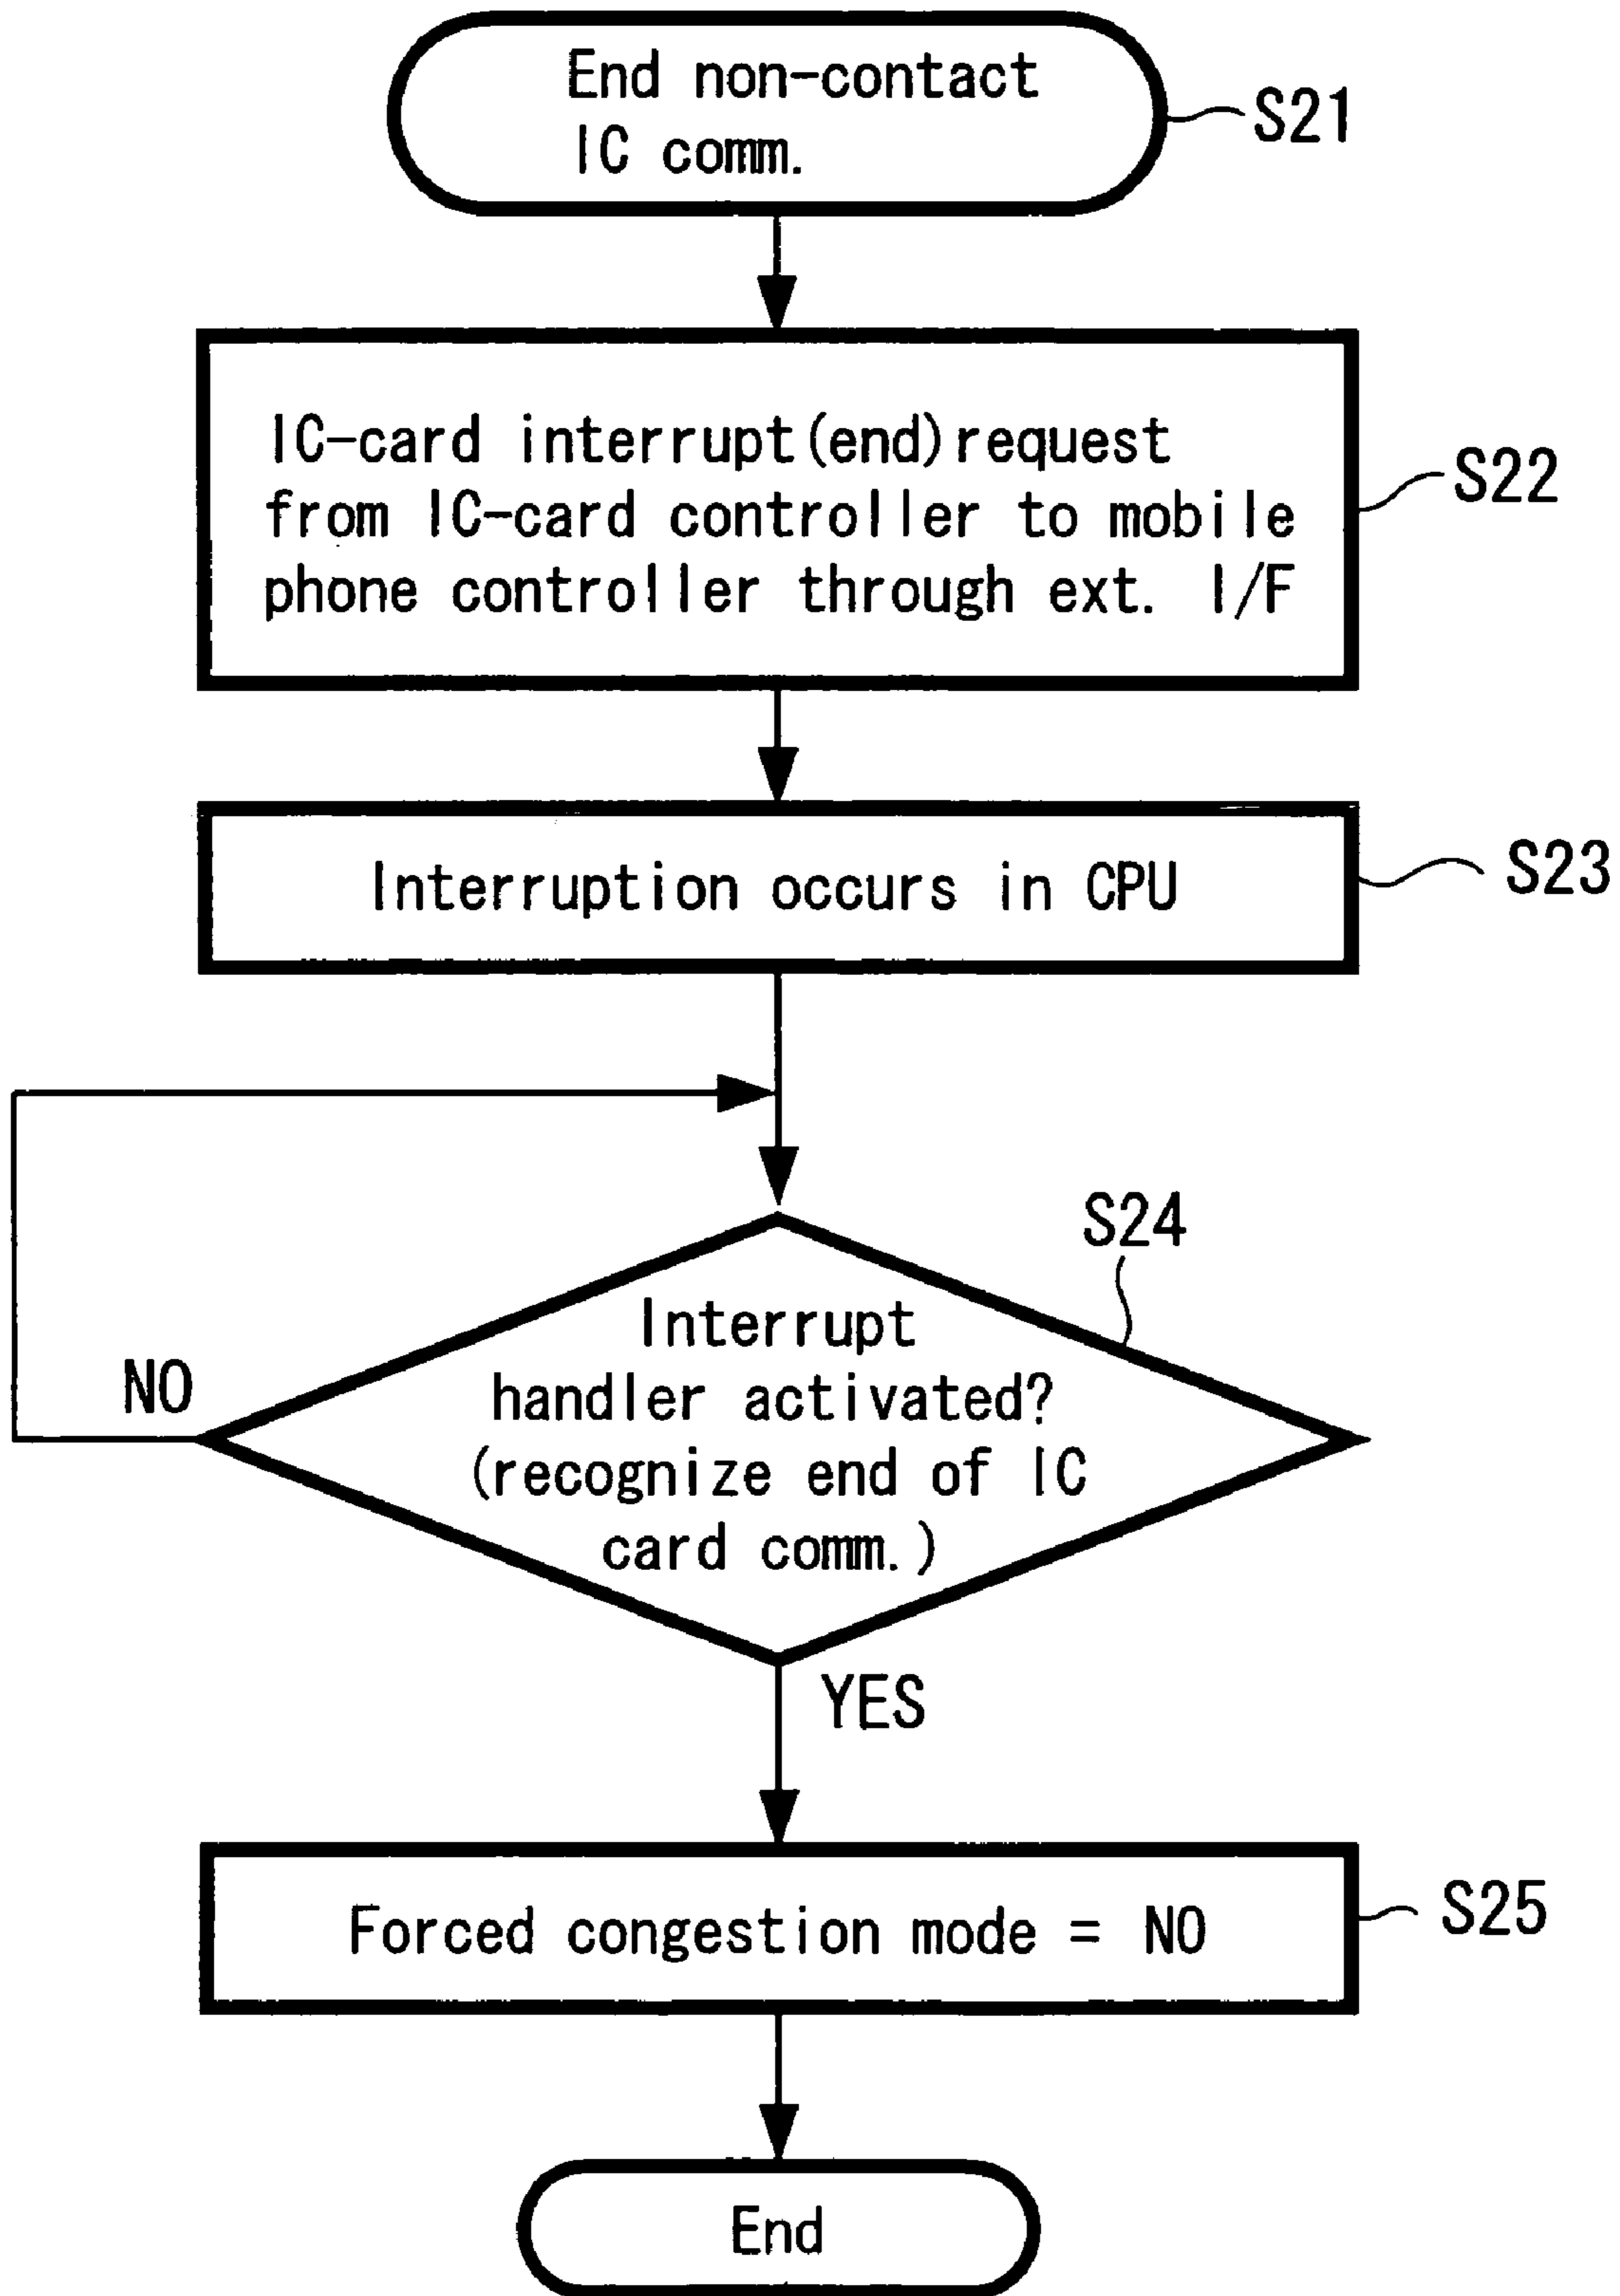 End non-contact
IC comm.
S21
IC-card interrupt(end)request
from IC-card controller to mobile
phone controller through ext. I/F
S22
Interruption occurs in CPU
S23
S24
Interrupt
handler activated?
(recognize end of IC
card comm.)
NO
YES
Forced congestion mode = NO
S25
End